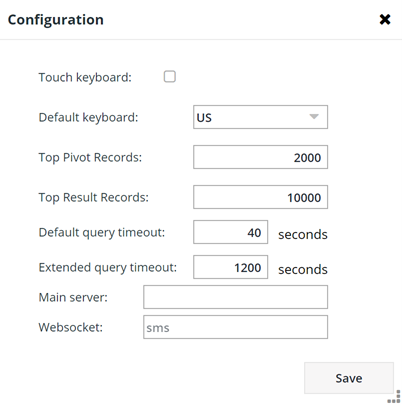 Configuration
Touch keyboard:
Default keyboard: US
Top Pivot Records: 2000
Top Result Records: 10000
Default query timeout: 40 seconds
Extended query timeout: 1200 seconds
Main server:
Websocket: sms
Save